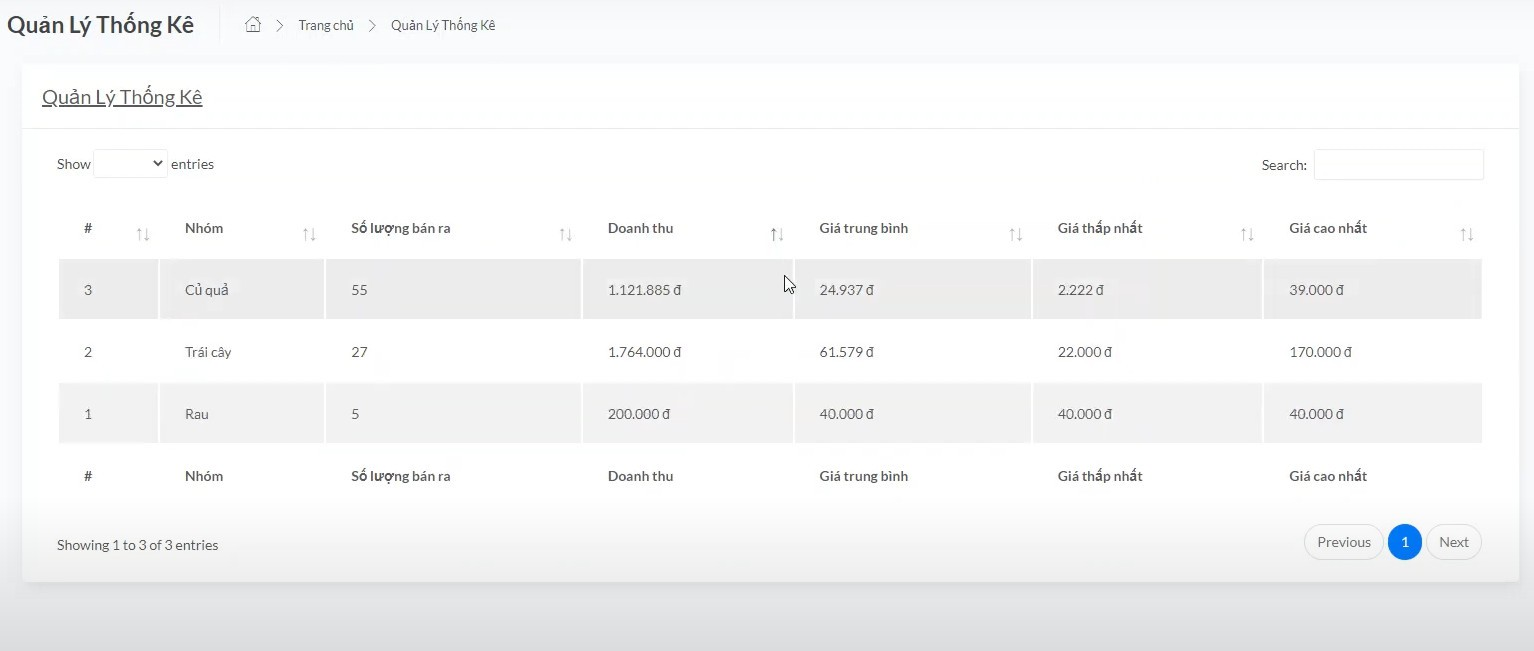 Quản Lý Thống Kê Trang chủ Quản Lý Thống Kê
Quản Lý Thống Kê
Show entries Search:
# Nhóm Số lượng bán ra Doanh thu Giá trung bình Giá thấp nhất Giá cao nhất
3 Củ quả 55 1.121.885 đ 24.937 đ 2.222 đ 39.000 đ
2 Trái cây 27 1.764.000 đ 61.579 đ 22.000 đ 170.000 đ
1 Rau 5 200.000 đ 40.000 đ 40.000 đ 40.000 đ
# Nhóm Số lượng bán ra Doanh thu Giá trung bình Giá thấp nhất Giá cao nhất
Showing 1 to 3 of 3 entries Previous 1 Next